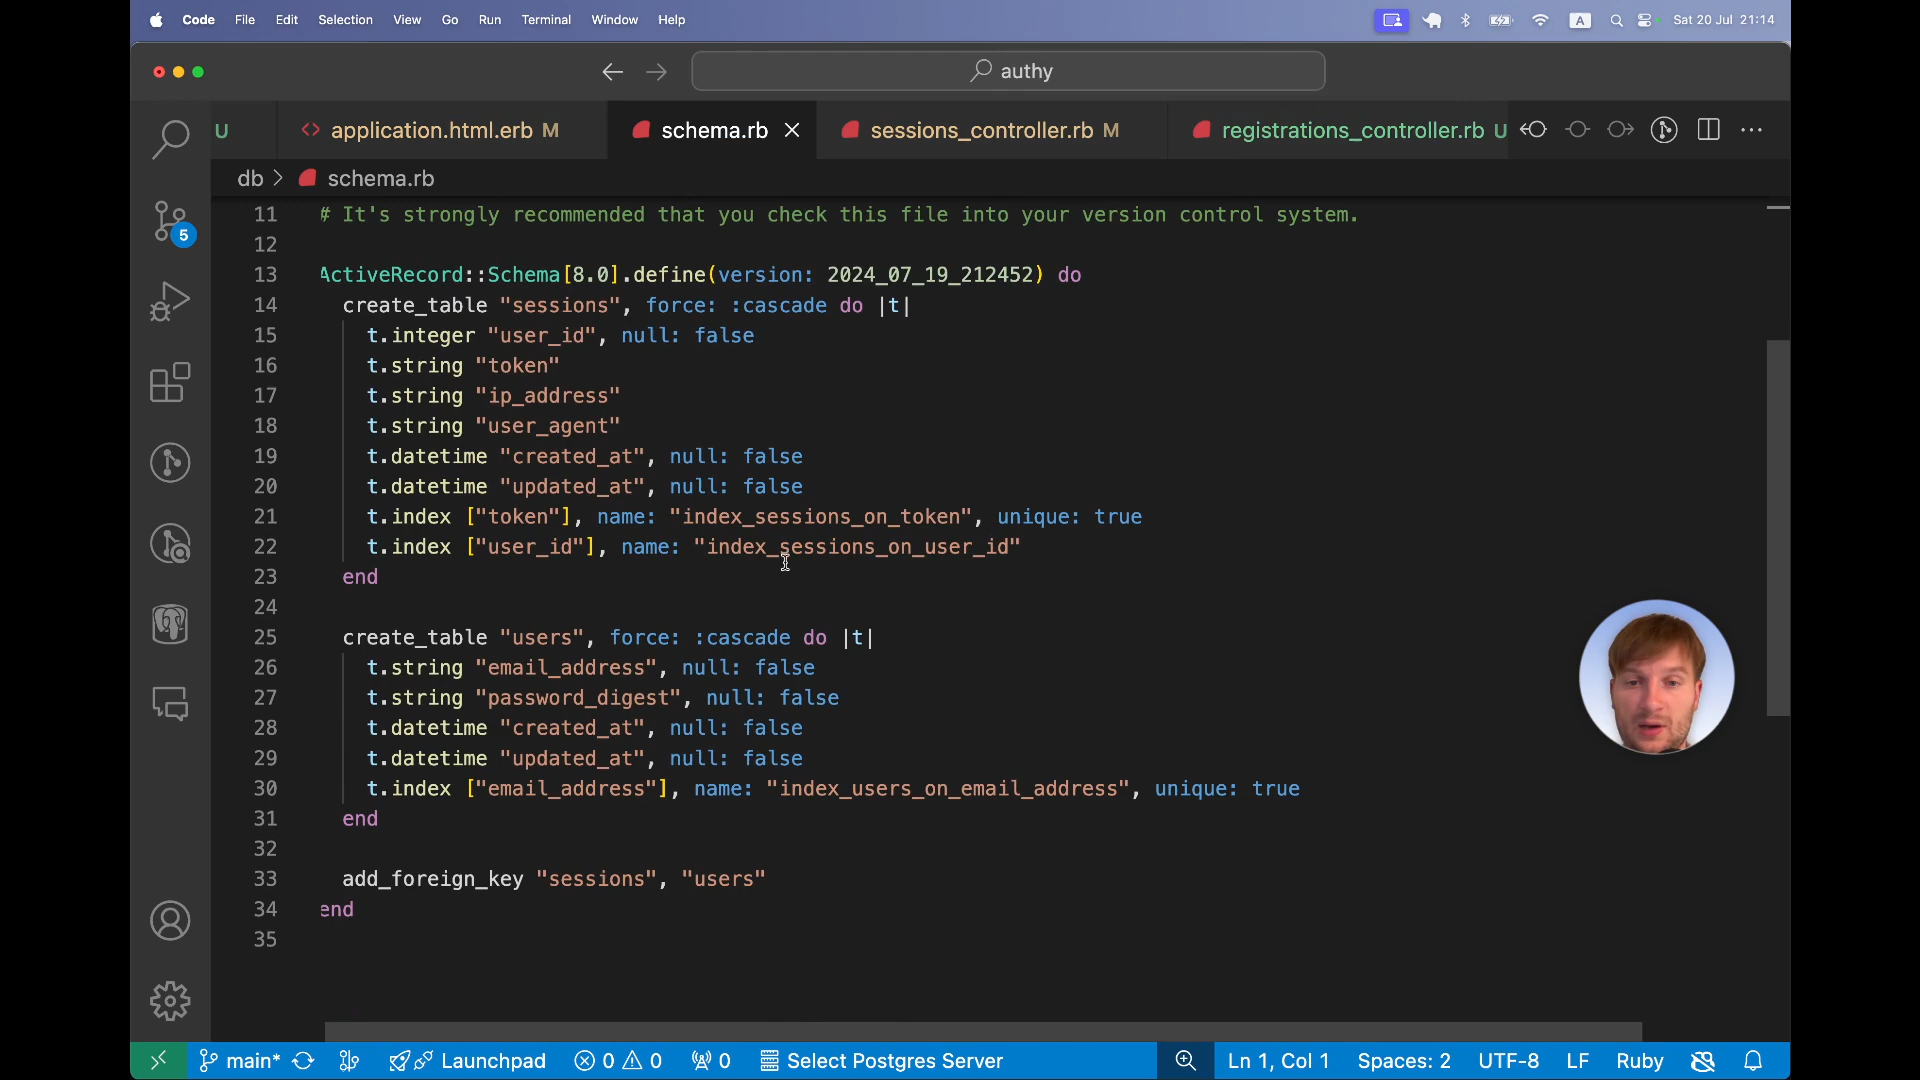 Code File Edit Selection View Go Run Terminal Window Help A Sat 20 Jul 21:14
authy
U application.html.erb M schema.rb sessions_controller.rb M registrations_controller.rb U
db > schema.rb
11 # It's strongly recommended that you check this file into your version control system.
12
13 ActiveRecord::Schema[8.0].define(version: 2024_07_19_212452) do
14 create_table "sessions", force: :cascade do |t|
15 t.integer "user_id", null: false
16 t.string "token"
17 t.string "ip_address"
18 t.string "user_agent"
19 t.datetime "created_at", null: false
20 t.datetime "updated_at", null: false
21 t.index ["token"], name: "index_sessions_on_token", unique: true
22 t.index ["user_id"], name: "index_sessions_on_user_id"
23 end
24
25 create_table "users", force: :cascade do |t|
26 t.string "email_address", null: false
27 t.string "password_digest", null: false
28 t.datetime "created_at", null: false
29 t.datetime "updated_at", null: false
30 t.index ["email_address"], name: "index_users_on_email_address", unique: true
31 end
32
33 add_foreign_key "sessions", "users"
34 end
35
5
main* Launchpad 0 0 0 Select Postgres Server Ln 1, Col 1 Spaces: 2 UTF-8 LF Ruby